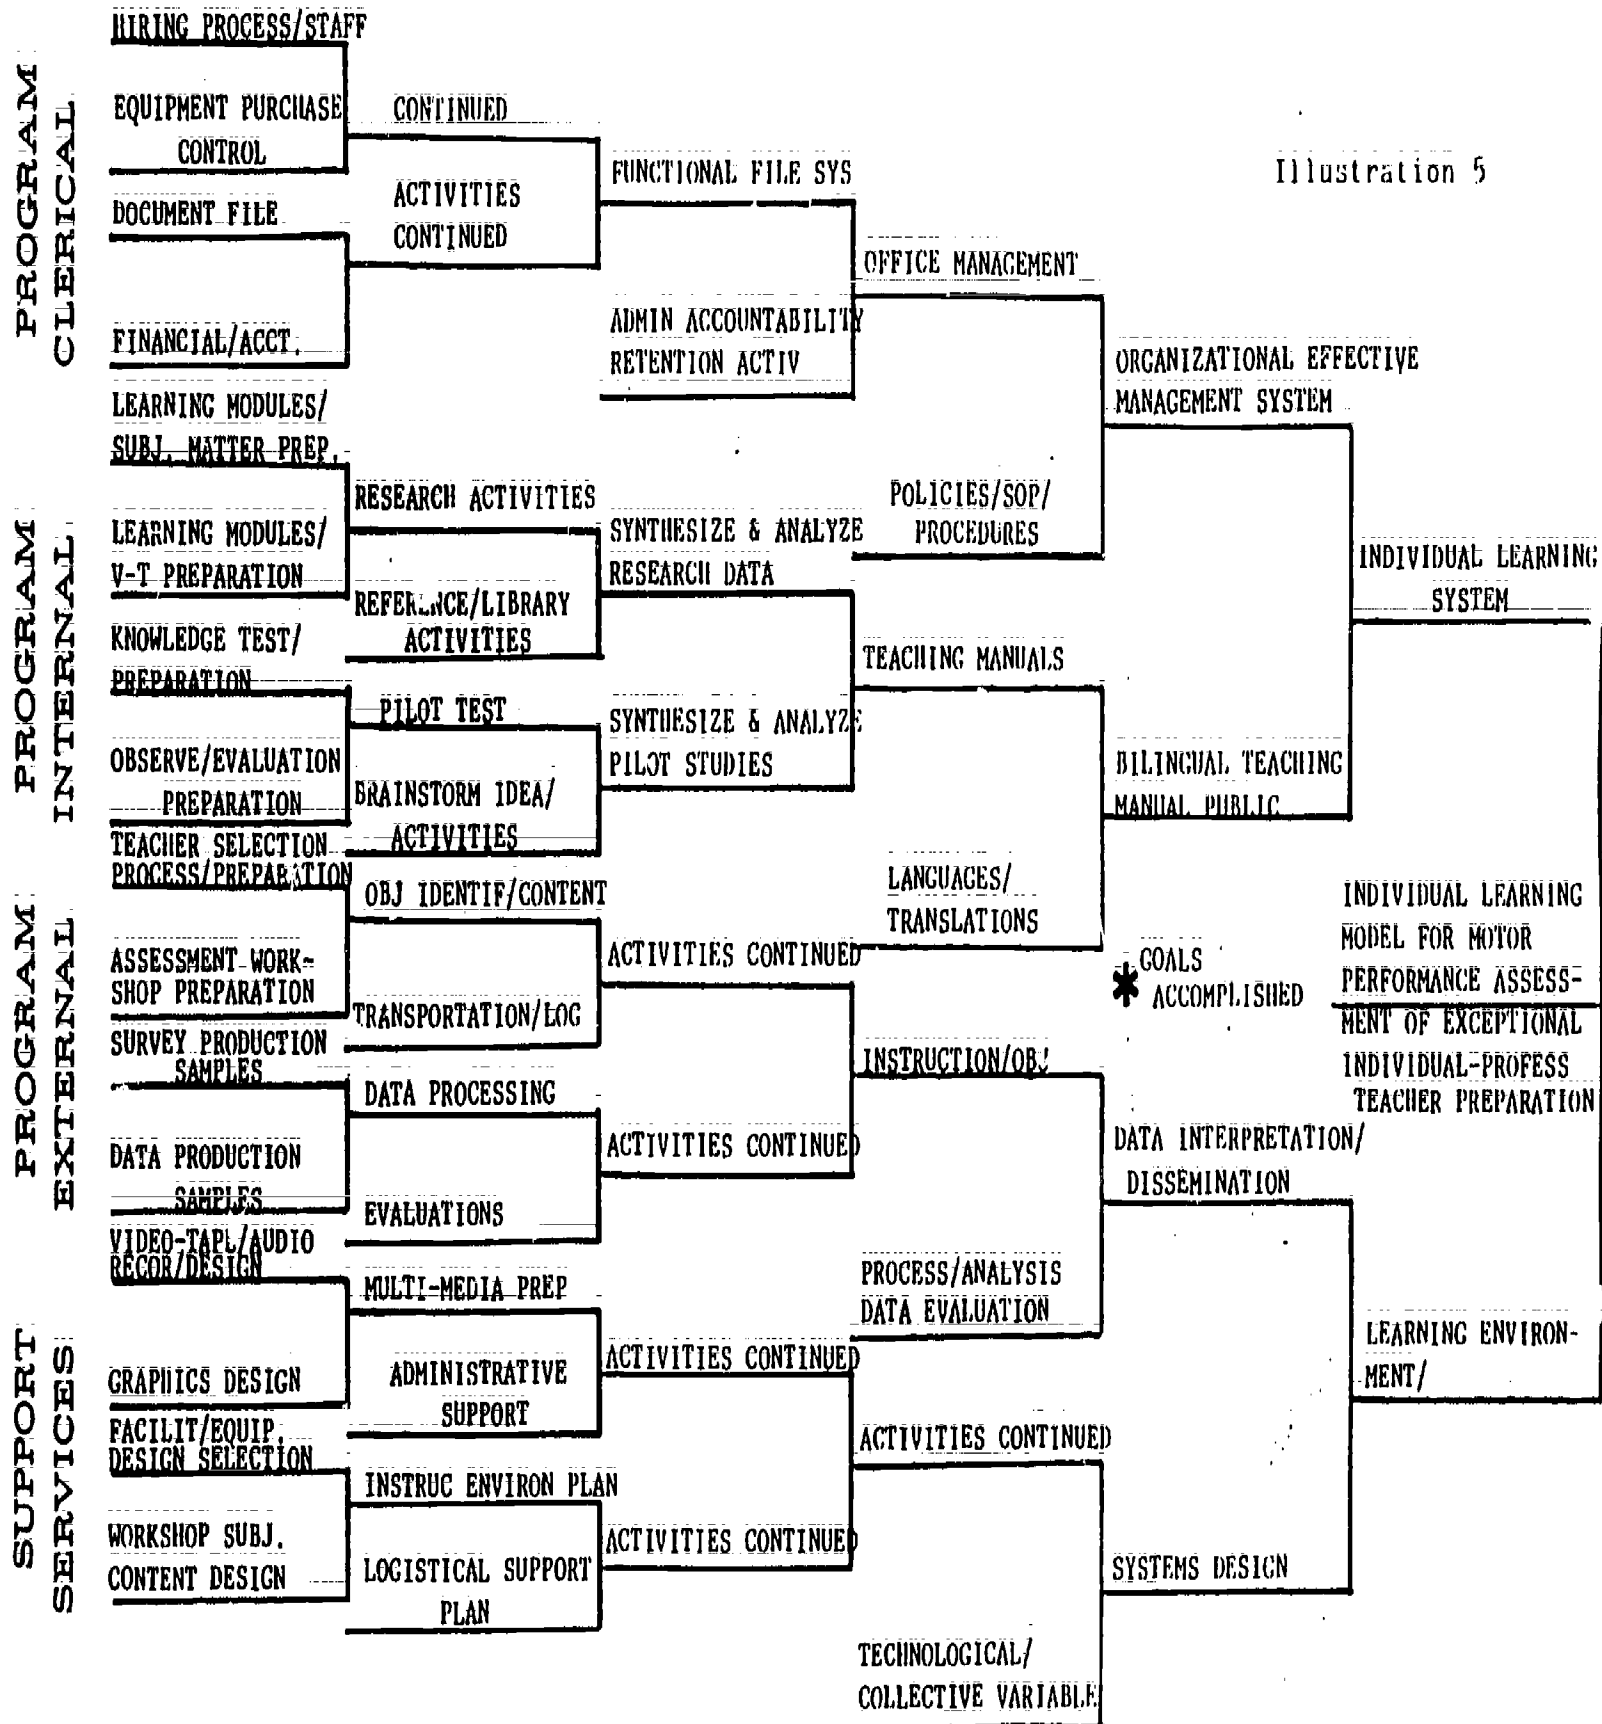 Illustration 5
PROGRAM
CLERICAL
HIRING PROCESS/STAFF
EQUIPMENT PURCHASE
CONTROL
DOCUMENT FILE
FINANCIAL/ACCT.
PROGRAM
INTERNAL
LEARNING MODULES/
SUBJ. MATTER PREP.
LEARNING MODULES/
V-T PREPARATION
KNOWLEDGE TEST/
PREPARATION
OBSERVE/EVALUATION
PREPARATION
PROGRAM
EXTERNAL
TEACHER SELECTION
PROCESS/PREPARATION
ASSESSMENT WORK-
SHOP PREPARATION
SURVEY PRODUCTION
SAMPLES
DATA PRODUCTION
SAMPLES
SUPPORT
SERVICES
VIDEO-TAPE/AUDIO
RECOR/DESIGN
GRAPHICS DESIGN
FACILIT/EQUIP.
DESIGN SELECTION
WORKSHOP SUBJ.
CONTENT DESIGN
CONTINUED
ACTIVITIES
CONTINUED
RESEARCH ACTIVITIES
REFERENCE/LIBRARY
ACTIVITIES
PILOT TEST
BRAINSTORM IDEA/
ACTIVITIES
OBJ IDENTIF/CONTENT
TRANSPORTATION/LOG
DATA PROCESSING
EVALUATIONS
MULTI-MEDIA PREP
ADMINISTRATIVE
SUPPORT
INSTRUC ENVIRON PLAN
LOGISTICAL SUPPORT
PLAN
FUNCTIONAL FILE SYS
ADMIN ACCOUNTABILITY
RETENTION ACTIV
SYNTHESIZE & ANALYZE
RESEARCH DATA
SYNTHESIZE & ANALYZE
PILOT STUDIES
ACTIVITIES CONTINUED
ACTIVITIES CONTINUED
ACTIVITIES CONTINUED
ACTIVITIES CONTINUED
OFFICE MANAGEMENT
POLICIES/SOP/
PROCEDURES
TEACHING MANUALS
LANGUAGES/
TRANSLATIONS
INSTRUCTION/OBJ
PROCESS/ANALYSIS
DATA EVALUATION
ACTIVITIES CONTINUED
TECHNOLOGICAL/
COLLECTIVE VARIABLE
ORGANIZATIONAL EFFECTIVE
MANAGEMENT SYSTEM
BILINGUAL TEACHING
MANUAL PUBLIC
* GOALS
ACCOMPLISHED
DATA INTERPRETATION/
DISSEMINATION
SYSTEMS DESIGN
INDIVIDUAL LEARNING
SYSTEM
INDIVIDUAL LEARNING
MODEL FOR MOTOR
PERFORMANCE ASSESS-
MENT OF EXCEPTIONAL
INDIVIDUAL-PROFESS
TEACHER PREPARATION
LEARNING ENVIRON-
MENT/